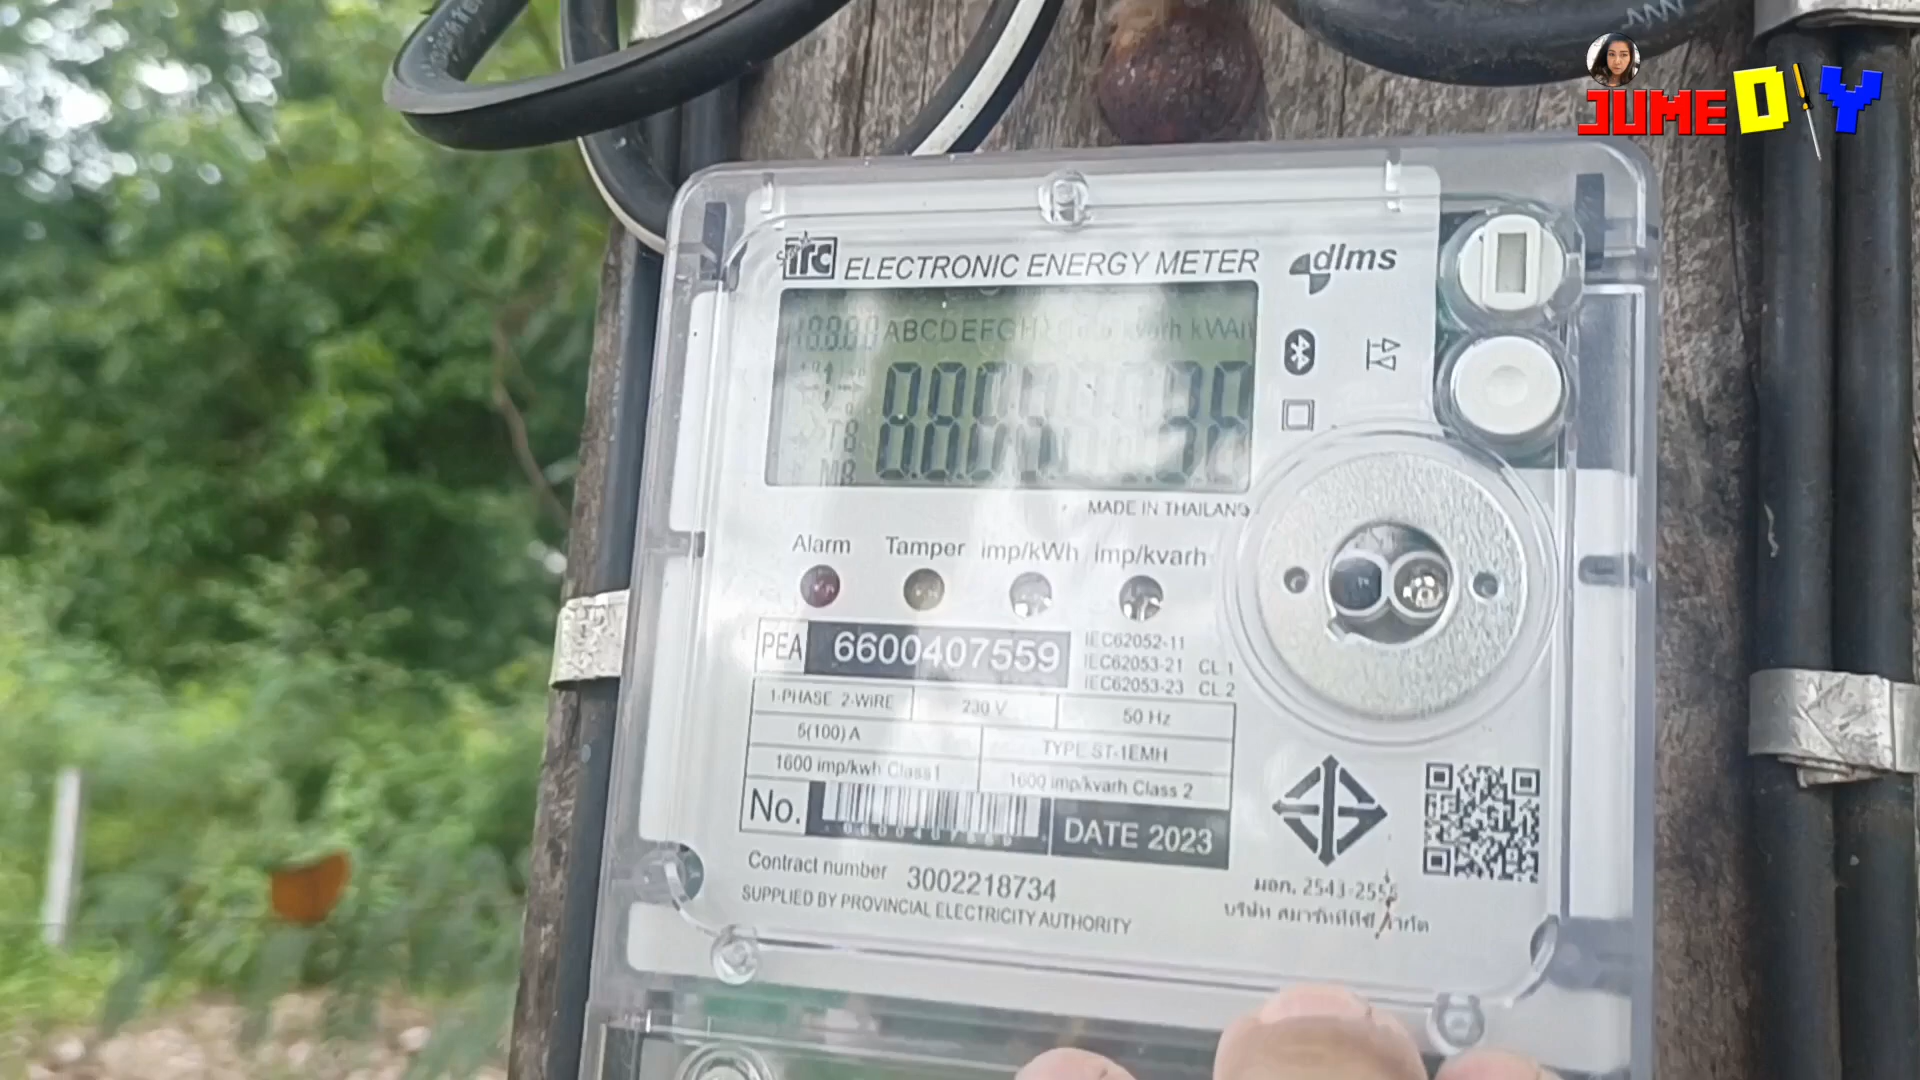 JUME DIY
ELECTRONIC ENERGY METER
dlms
ABCDEFGH
MADE IN THAILAND
Alarm Tamper imp/kWh imp/kvarh
PEA 6600407559
IEC62052-11
IEC62053-21 CL 1
IEC62053-23 CL 2
1-PHASE 2-WIRE 230 V 50 Hz
5(100) A TYPE ST-1EMH
1600 imp/kwh Class1 1600 imp/kvarh Class 2
No. DATE 2023
Contract number 3002218734
SUPPLIED BY PROVINCIAL ELECTRICITY AUTHORITY
มอก. 2543-2555